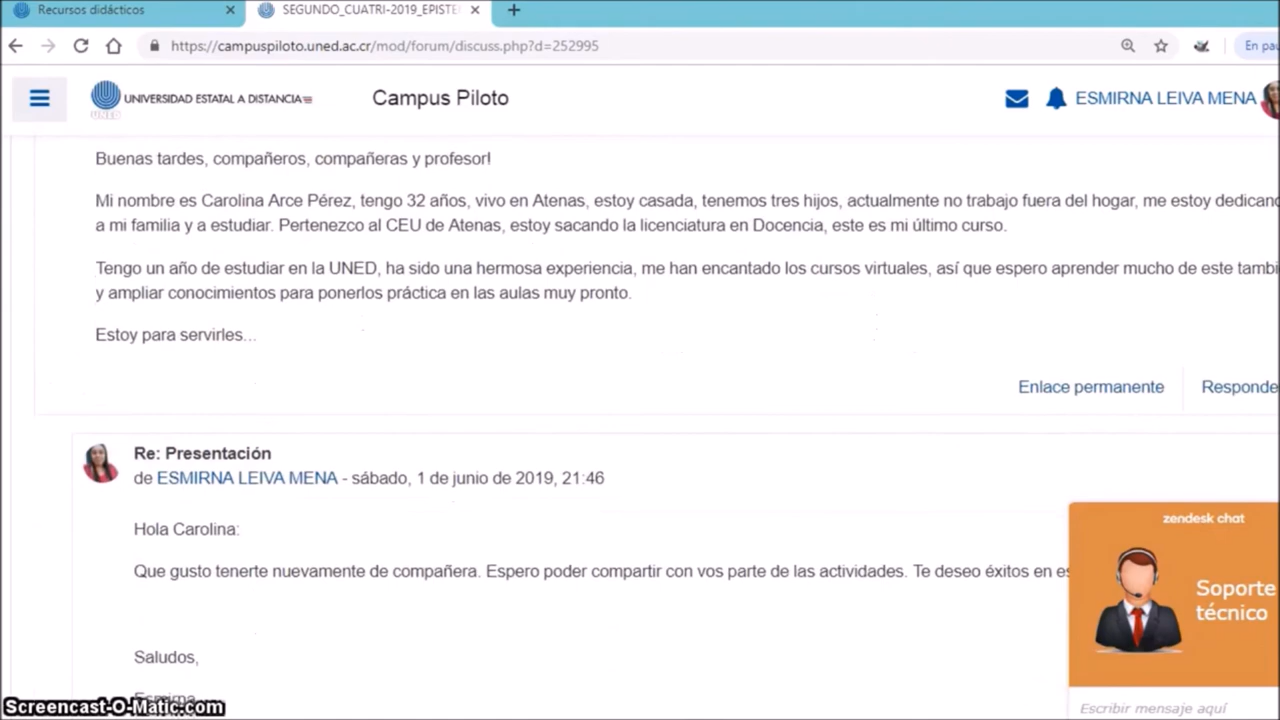 Recursos didácticos
SEGUNDO_CUATRI-2019_EPISTE
https://campuspiloto.uned.ac.cr/mod/forum/discuss.php?d=252995
En pau
UNED
UNIVERSIDAD ESTATAL A DISTANCIA
Campus Piloto
ESMIRNA LEIVA MENA
Buenas tardes, compañeros, compañeras y profesor!
Mi nombre es Carolina Arce Pérez, tengo 32 años, vivo en Atenas, estoy casada, tenemos tres hijos, actualmente no trabajo fuera del hogar, me estoy dedican
a mi familia y a estudiar. Pertenezco al CEU de Atenas, estoy sacando la licenciatura en Docencia, este es mi último curso.
Tengo un año de estudiar en la UNED, ha sido una hermosa experiencia, me han encantado los cursos virtuales, así que espero aprender mucho de este tambi
y ampliar conocimientos para ponerlos práctica en las aulas muy pronto.
Estoy para servirles...
Enlace permanente
Responde
Re: Presentación
de ESMIRNA LEIVA MENA - sábado, 1 de junio de 2019, 21:46
Hola Carolina:
Que gusto tenerte nuevamente de compañera. Espero poder compartir con vos parte de las actividades. Te deseo éxitos en es
Saludos,
Esmirna
zendesk chat
Soporte
técnico
Escribir mensaje aquí
Screencast-O-Matic.com